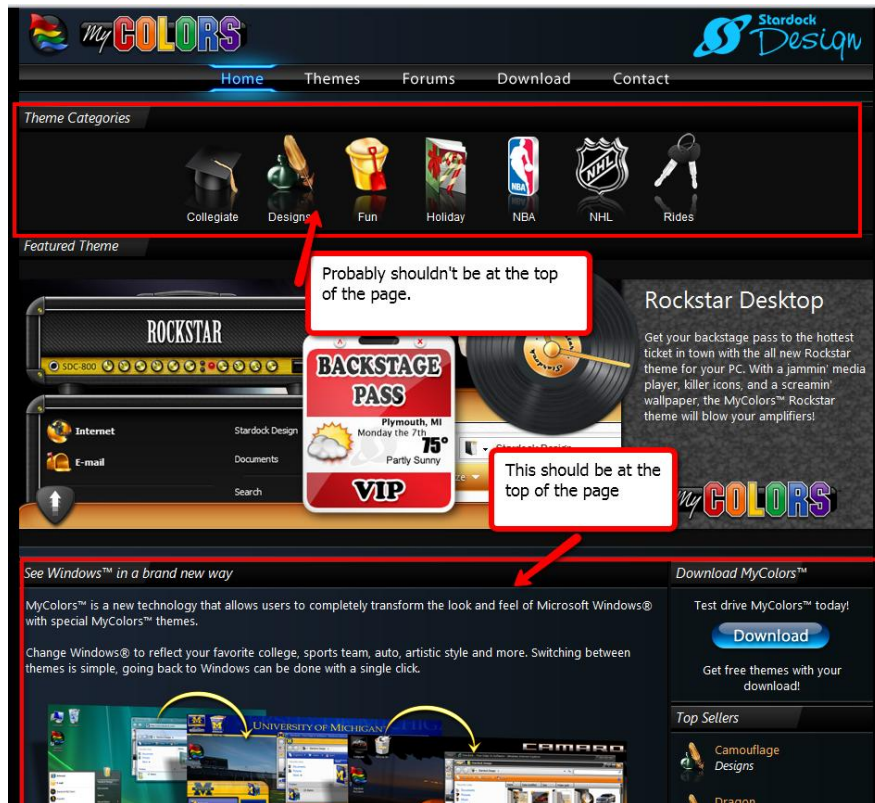 My COLORS
Stardock
Design
Home Themes Forums Download Contact
Theme Categories
Collegiate Designs Fun Holiday NBA NHL Rides
Featured Theme
Probably shouldn't be at the top
of the page.
ROCKSTAR
SDC-800
Internet
E-mail
Stardock Design
Documents
Search
BACKSTAGE
PASS
Plymouth, MI
Monday the 7th
75°
Partly Sunny
VIP
Stardock
Stardock Design
Rockstar Desktop
Get your backstage pass to the hottest
ticket in town with the all new Rockstar
theme for your PC. With a jammin' media
player, killer icons, and a screamin'
wallpaper, the MyColors™ Rockstar
theme will blow your amplifiers!
This should be at the
top of the page
My COLORS
See Windows™ in a brand new way
MyColors™ is a new technology that allows users to completely transform the look and feel of Microsoft Windows®
with special MyColors™ themes.
Change Windows® to reflect your favorite college, sports team, auto, artistic style and more. Switching between
themes is simple, going back to Windows can be done with a single click.
UNIVERSITY OF MICHIGAN
CAMARO
Download MyColors™
Test drive MyColors™ today!
Download
Get free themes with your
download!
Top Sellers
Camouflage
Designs
Dragon